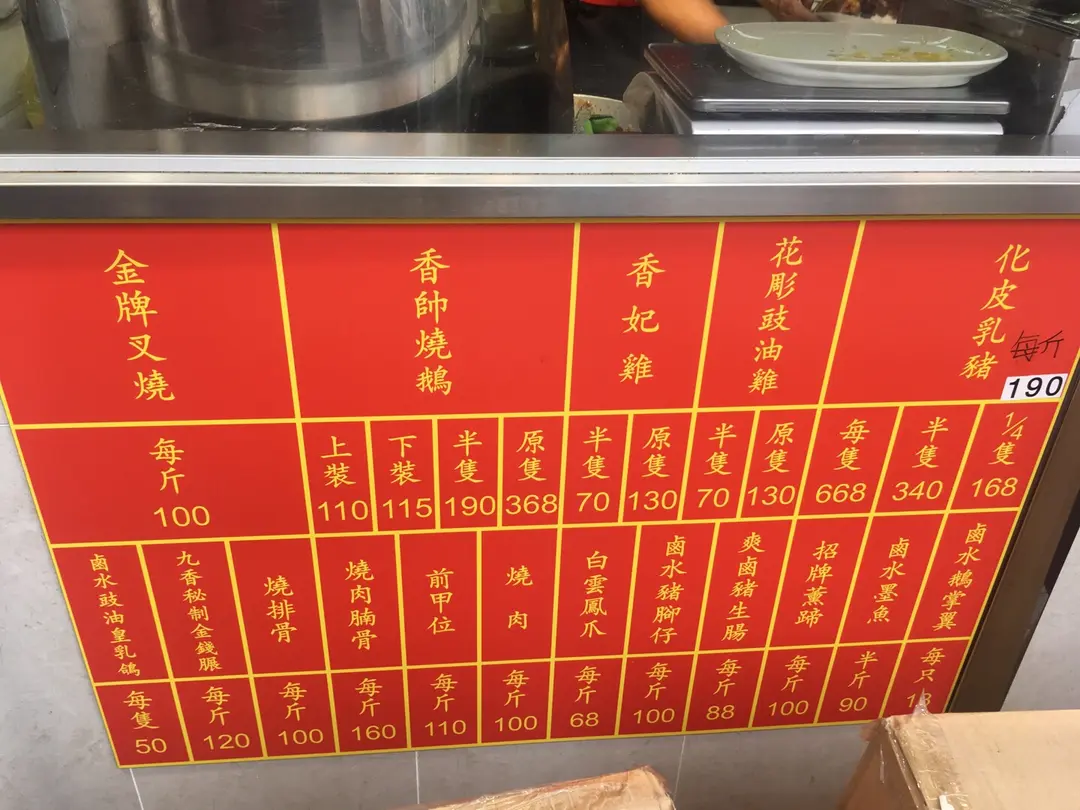 金牌叉燒
香帥燒鵝
香妃雞
花彫豉油雞
化皮乳豬
每斤
190
每斤
100
上裝
110
下裝
115
半隻
190
原隻
368
半隻
70
原隻
130
半隻
70
原隻
130
每隻
668
半隻
340
1/4隻
168
鹵水豉油皇乳鴿
九香秘制金錢𦟌
燒排骨
燒肉腩骨
前甲位
燒肉
白雲鳳爪
鹵水豬腳仔
爽鹵豬生腸
招牌薰蹄
鹵水墨魚
鹵水鵝掌翼
每隻
50
每斤
120
每斤
100
每斤
160
每斤
110
每斤
100
每斤
68
每斤
100
每斤
88
每斤
100
半斤
90
每只